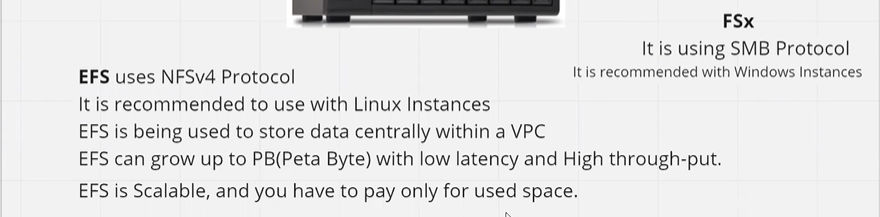 FSx
It is using SMB Protocol
It is recommended with Windows Instances
EFS uses NFSv4 Protocol
It is recommended to use with Linux Instances
EFS is being used to store data centrally within a VPC
EFS can grow up to PB(Peta Byte) with low latency and High through-put.
EFS is Scalable, and you have to pay only for used space.